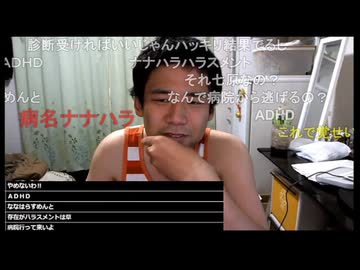 診断受ければいいじゃんハッキリ結果でるし
ADHD
ナナハラハラスメント
それ七原なの？
めんと
なんで病院から逃げるの？
病名ナナハラ
ADHD
これで覚せい
やめないわ!!
ADHD
ななはらすめんと
存在がハラスメントは草
病院行って来いよ